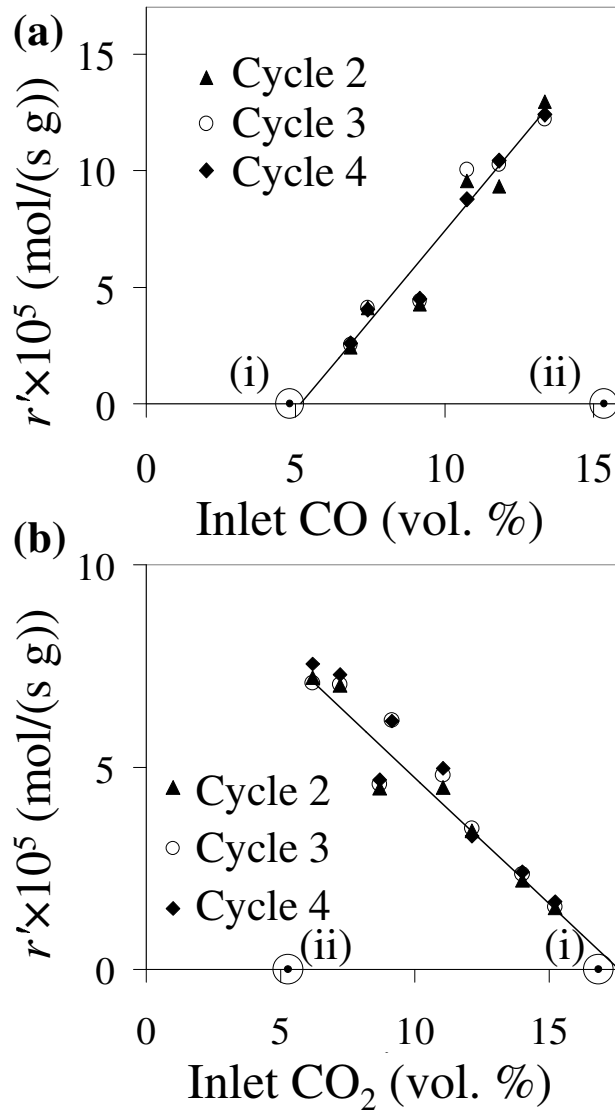 (a)
r'×10⁵ (mol/(s g))
15
10
5
0
Cycle 2
Cycle 3
Cycle 4
(i)
(ii)
0 5 10 15
Inlet CO (vol. %)
(b)
r'×10⁵ (mol/(s g))
10
5
0
Cycle 2
Cycle 3
Cycle 4
(ii)
(i)
0 5 10 15
Inlet CO₂ (vol. %)